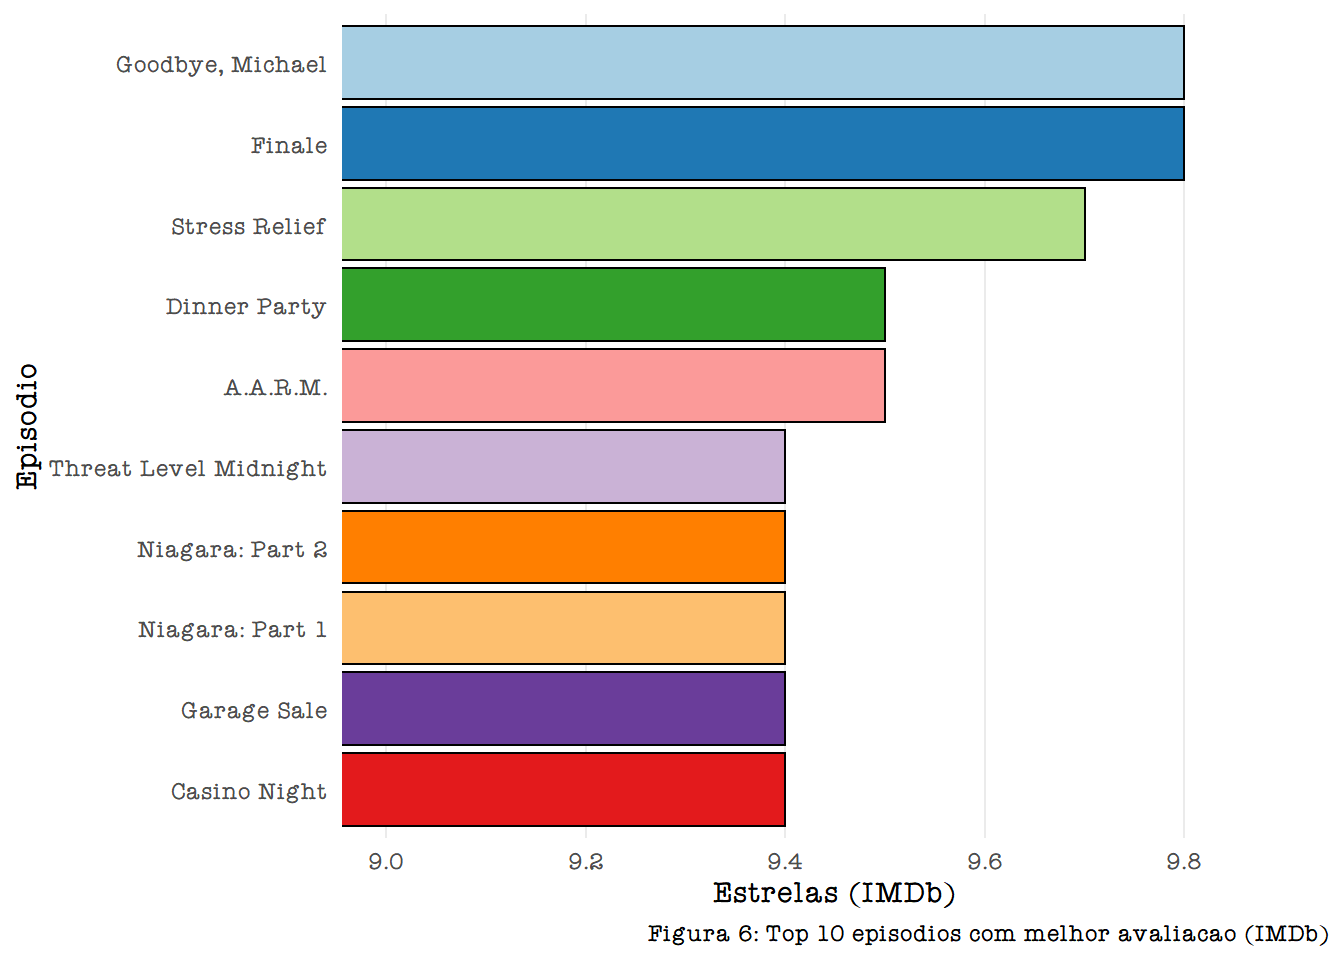 Goodbye, Michael
Finale
Stress Relief
Dinner Party
A.A.R.M.
Threat Level Midnight
Niagara: Part 2
Niagara: Part 1
Garage Sale
Casino Night
Episodio
9.0 9.2 9.4 9.6 9.8
Estrelas (IMDb)
Figura 6: Top 10 episodios com melhor avaliacao (IMDb)